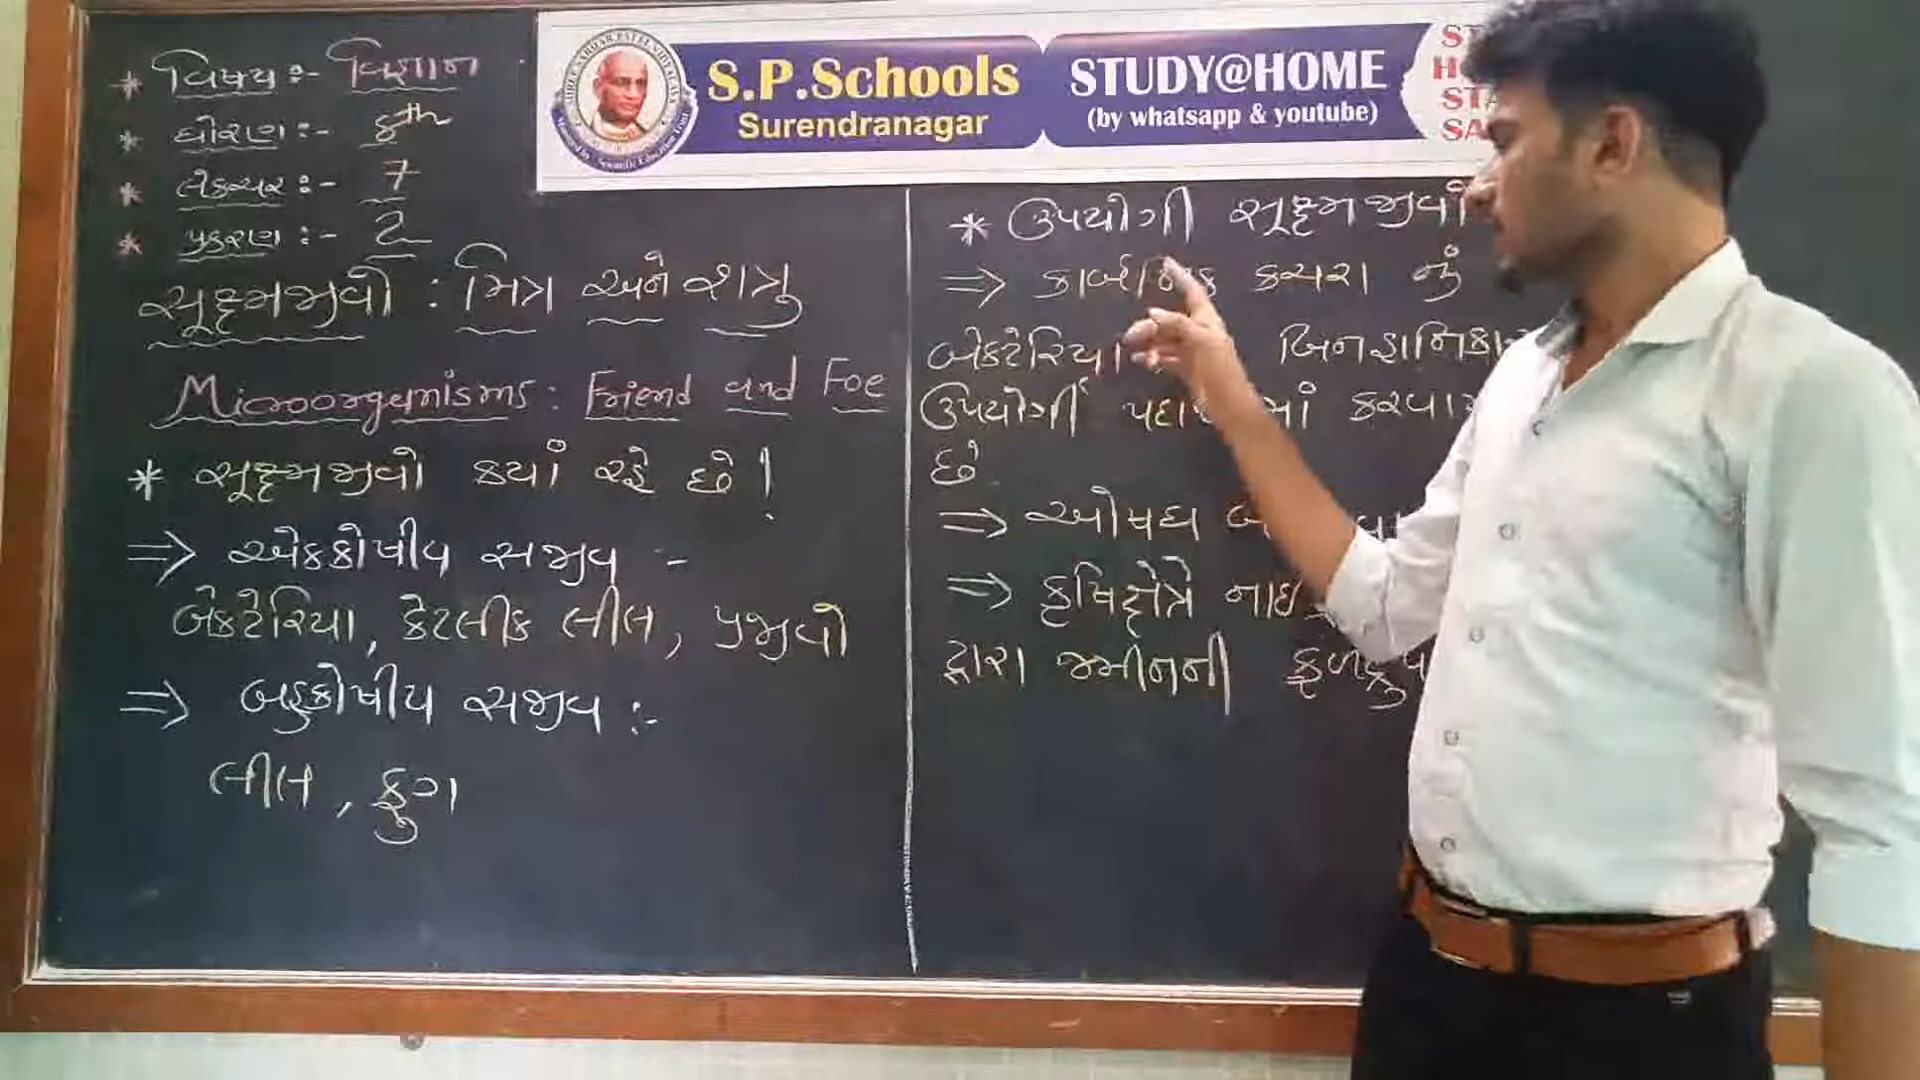 * વિષય :- વિજ્ઞાન
* ધોરણ :- 8th
* લેક્ચર :- 7
* પ્રકરણ :- 2
સૂક્ષ્મજીવો : મિત્ર અને શત્રુ
Microorganisms: Friend and Foe
* સૂક્ષ્મજીવો ક્યાં રહે છે !
⇒ એકકોષીય સજીવ :-
બેક્ટેરિયા, કેટલીક લીલ, પ્રજીવો
⇒ બહુકોષીય સજીવ :-
લીલ, ફુગ
S.P.Schools
Surendranagar
STUDY@HOME
(by whatsapp & youtube)
* ઉપયોગી સૂક્ષ્મજીવો
⇒ કાર્બનિક કચરા નું
બેક્ટેરિયા
ઉપયોગી
છે
⇒ ઔષધ
⇒ કૃષિક્ષેત્રે
દ્વારા જમીનની